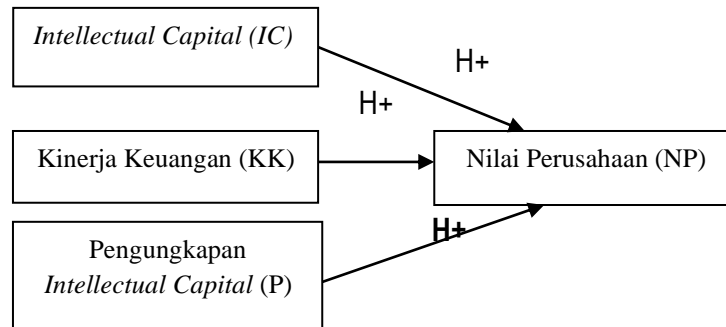 Intellectual Capital (IC)
H+
H+
Kinerja Keuangan (KK)
Nilai Perusahaan (NP)
Pengungkapan
Intellectual Capital (P)
H+